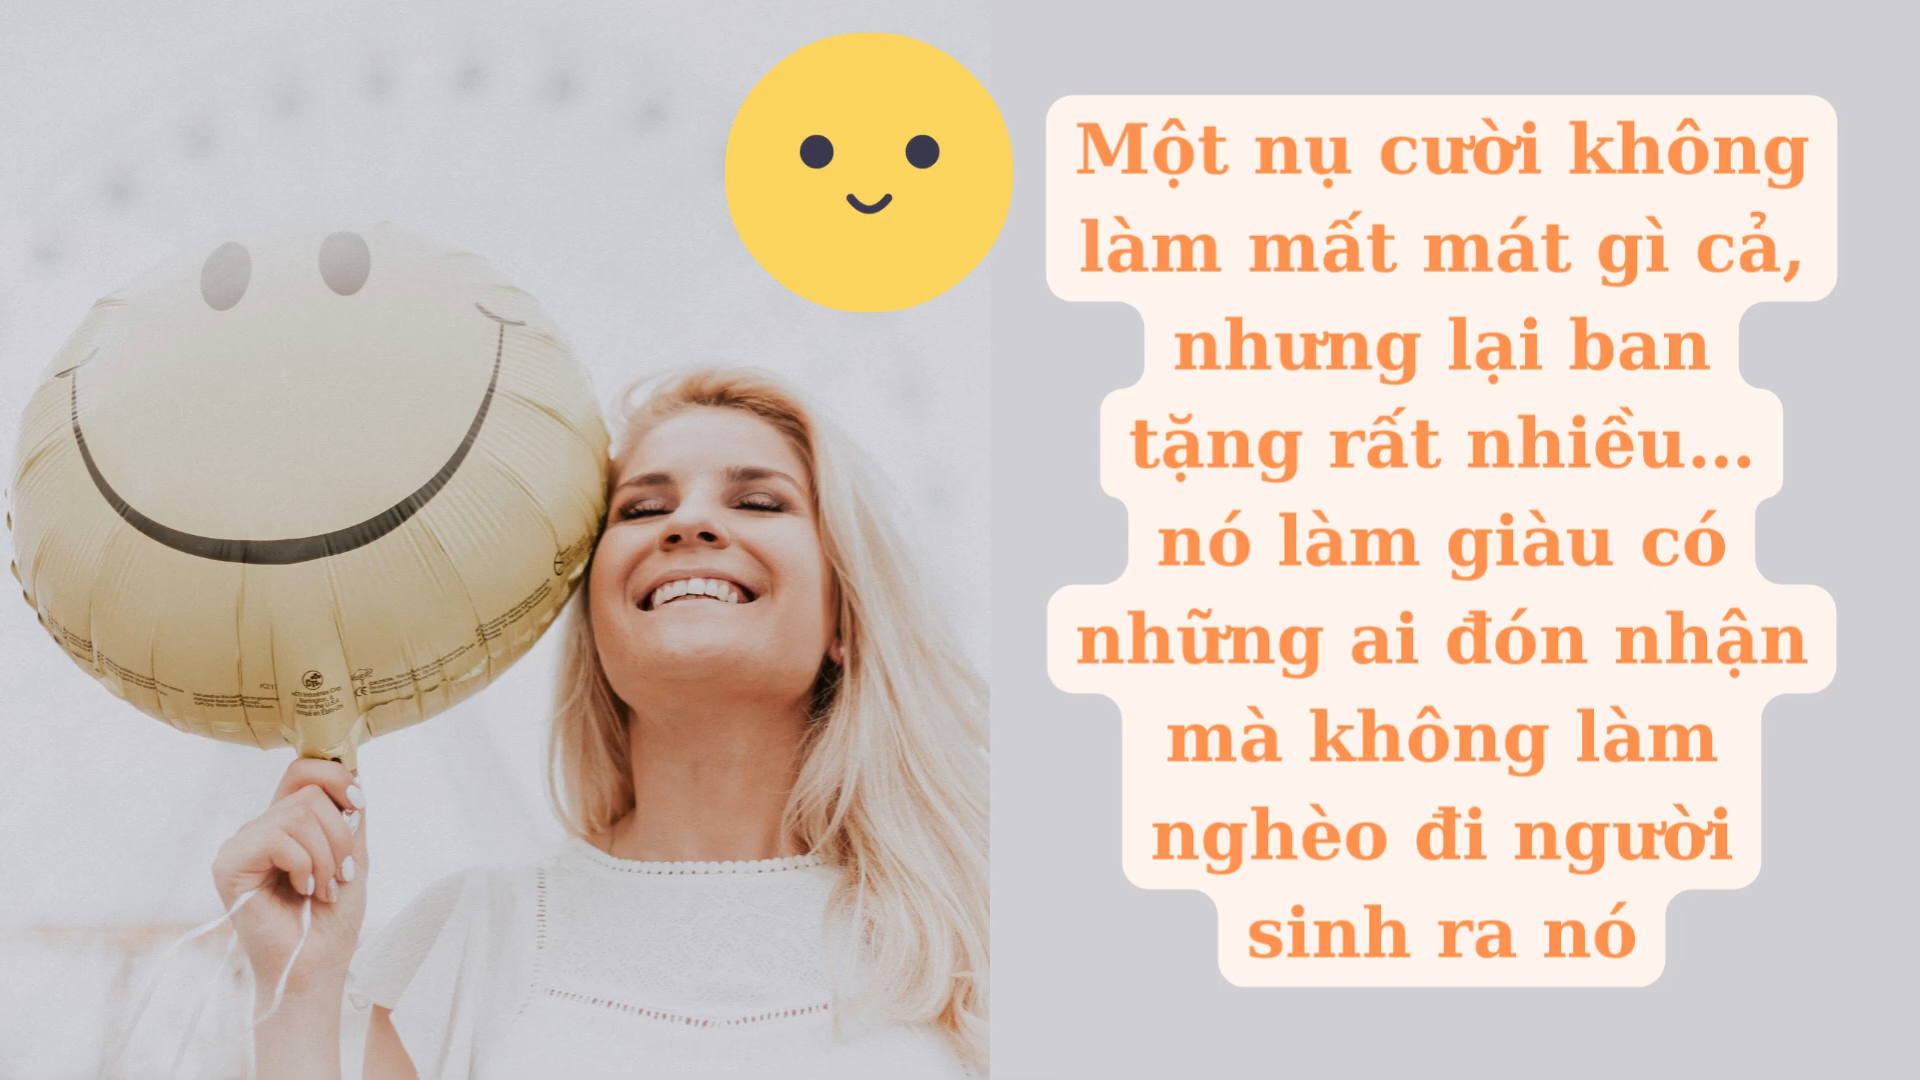 Một nụ cười không
làm mất mát gì cả,
nhưng lại ban
tặng rất nhiều...
nó làm giàu có
những ai đón nhận
mà không làm
nghèo đi người
sinh ra nó